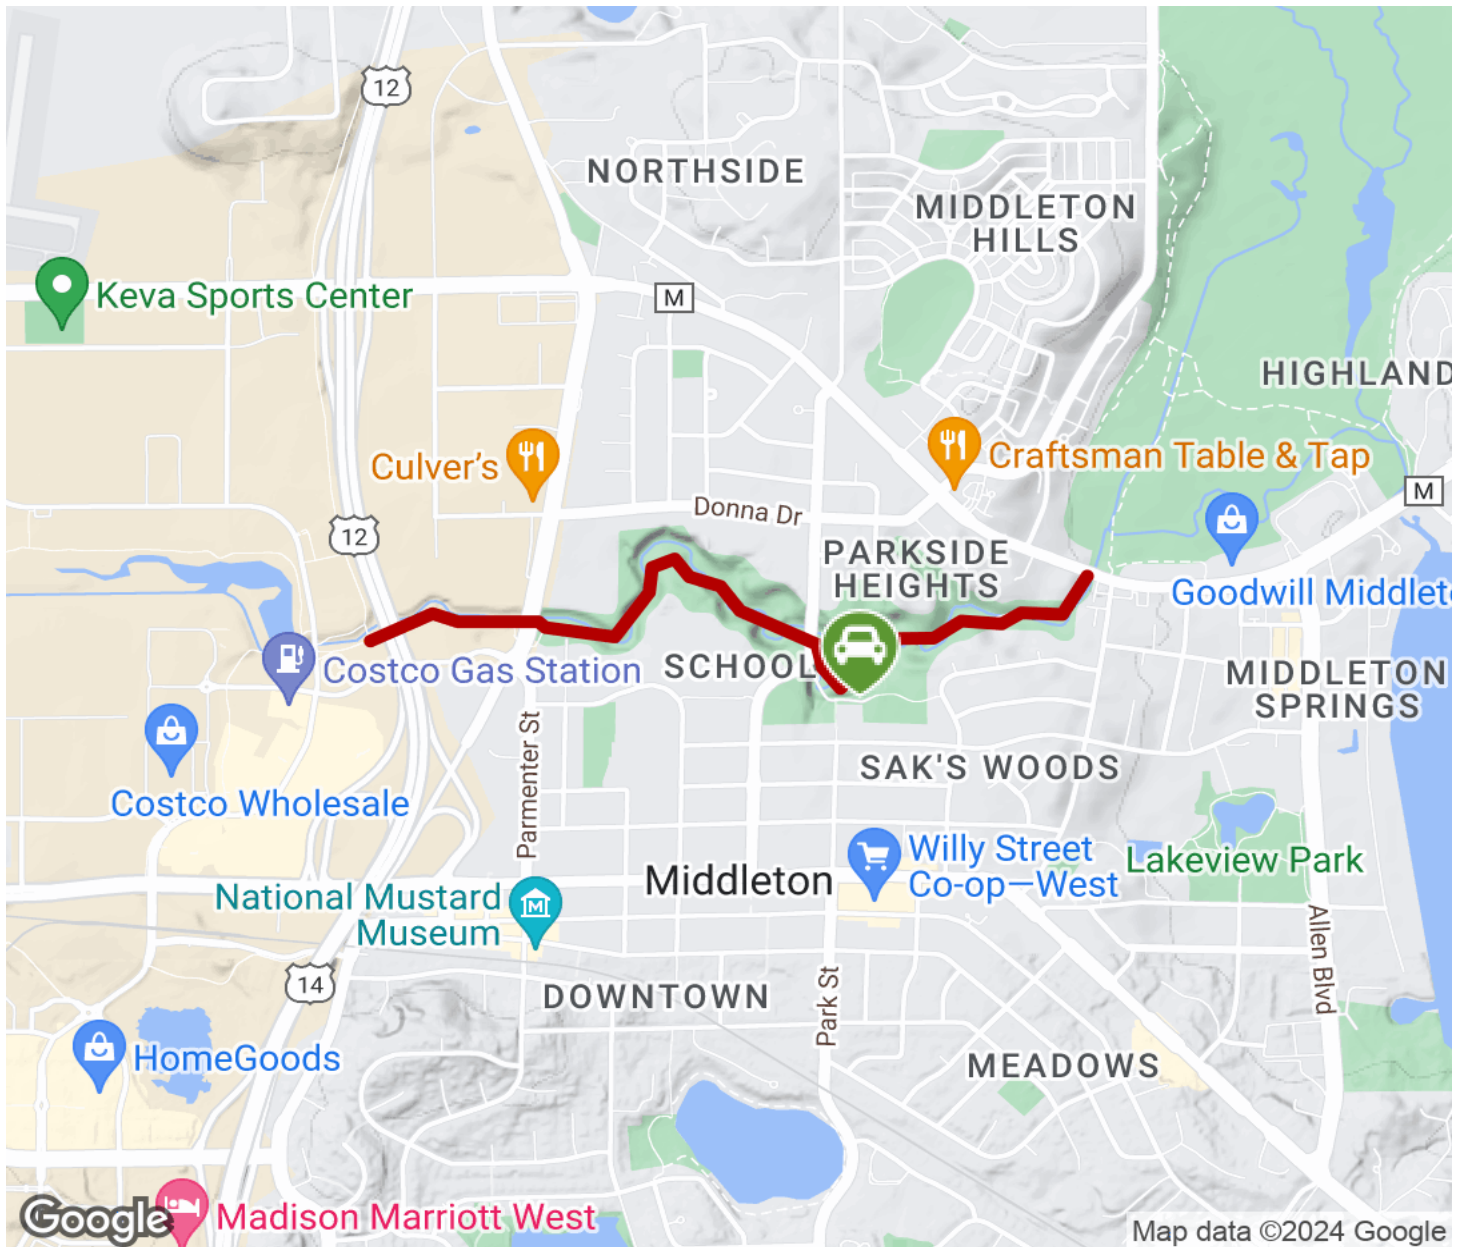 12
NORTHSIDE
MIDDLETON
HILLS
Keva Sports Center
M
HIGHLAND
Culver's
Craftsman Table & Tap
M
Donna Dr
12
PARKSIDE
HEIGHTS
Goodwill Middlet
Costco Gas Station
SCHOOL
MIDDLETON
SPRINGS
Parmenter St
SAK'S WOODS
Costco Wholesale
Willy Street
Co-op—West
Lakeview Park
Middleton
National Mustard
Museum
Allen Blvd
14
DOWNTOWN
Park St
HomeGoods
MEADOWS
Google
Madison Marriott West
Map data ©2024 Google